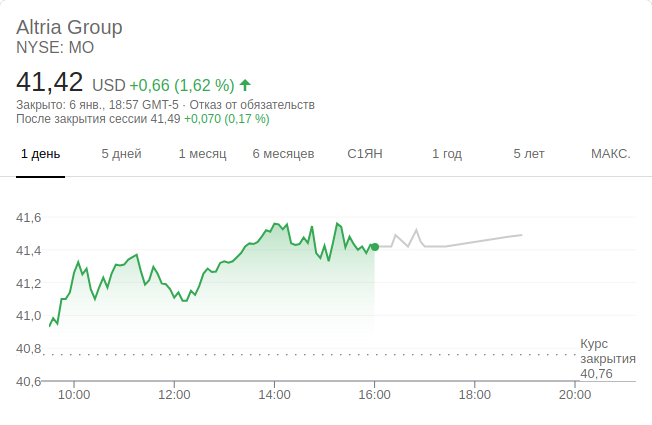 Altria Group
NYSE: MO
41,42 USD +0,66 (1,62 %)
Закрыто: 6 янв., 18:57 GMT-5 · Отказ от обязательств
После закрытия сессии 41,49 +0,070 (0,17 %)
1 день 5 дней 1 месяц 6 месяцев С1ЯН 1 год 5 лет МАКС.
41,6
41,4
41,2
41,0
40,8
40,6
Курс
закрытия
40,76
10:00 12:00 14:00 16:00 18:00 20:00